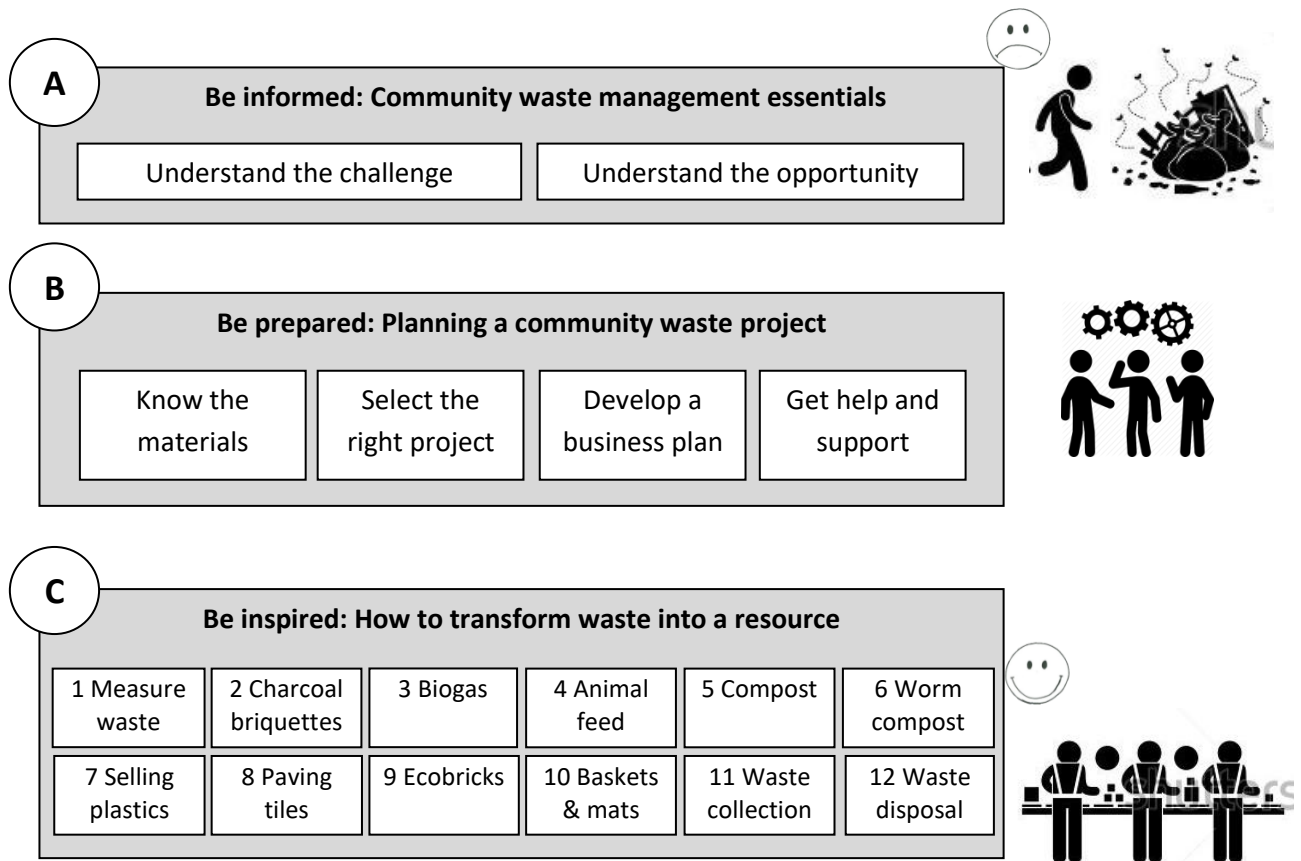 A
Be informed: Community waste management essentials
Understand the challenge
Understand the opportunity
B
Be prepared: Planning a community waste project
Know the
materials
Select the
right project
Develop a
business plan
Get help and
support
C
Be inspired: How to transform waste into a resource
1 Measure
waste
2 Charcoal
briquettes
3 Biogas
4 Animal
feed
5 Compost
6 Worm
compost
7 Selling
plastics
8 Paving
tiles
9 Ecobricks
10 Baskets
& mats
11 Waste
collection
12 Waste
disposal
shutters